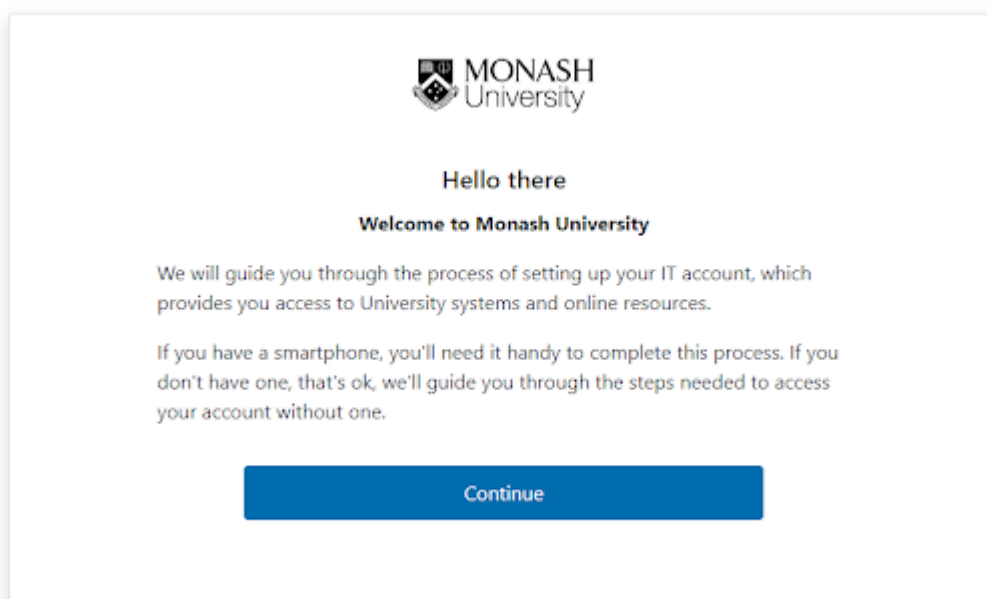 MONASH
University
Hello there
Welcome to Monash University
We will guide you through the process of setting up your IT account, which
provides you access to University systems and online resources.
If you have a smartphone, you'll need it handy to complete this process. If you
don't have one, that's ok, we'll guide you through the steps needed to access
your account without one.
Continue